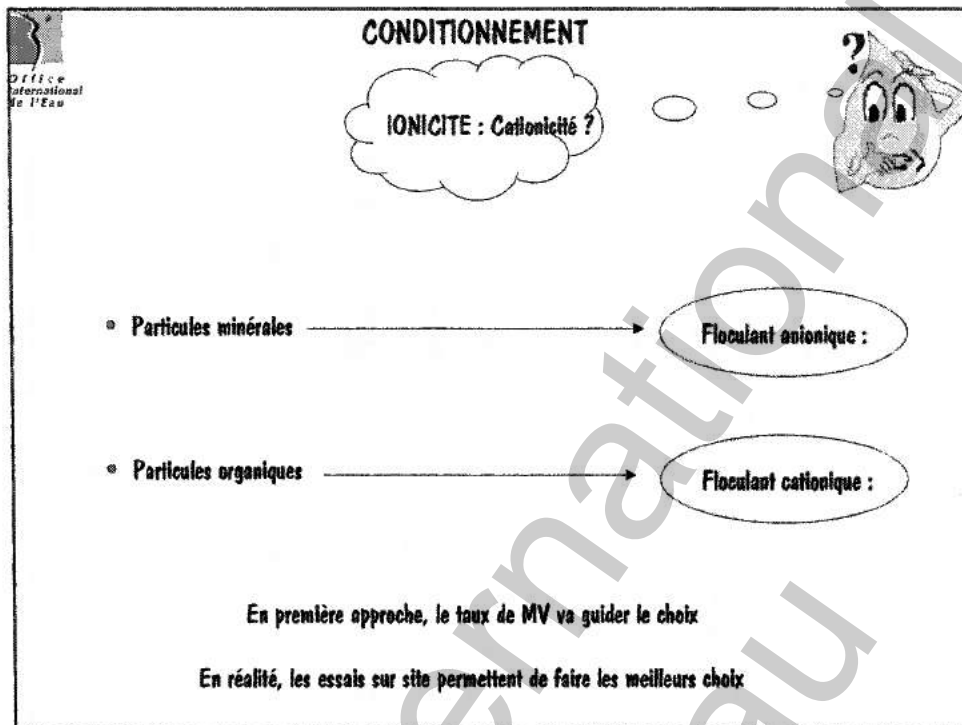 CONDITIONNEMENT
?
Office
International
de l'Eau
IONICITE : Cationicité ?
Particules minérales
Floculant anionique :
Particules organiques
Floculant cationique :
En première approche, le taux de MV va guider le choix
En réalité, les essais sur site permettent de faire les meilleurs choix
ernational
au